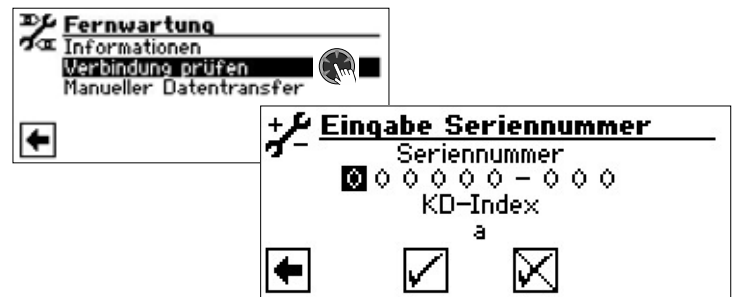 Fernwartung
Informationen
Verbindung prüfen
Manueller Datentransfer
Eingabe Seriennummer
Seriennummer
0 0 0 0 0 0 - 0 0 0
KD-Index
a